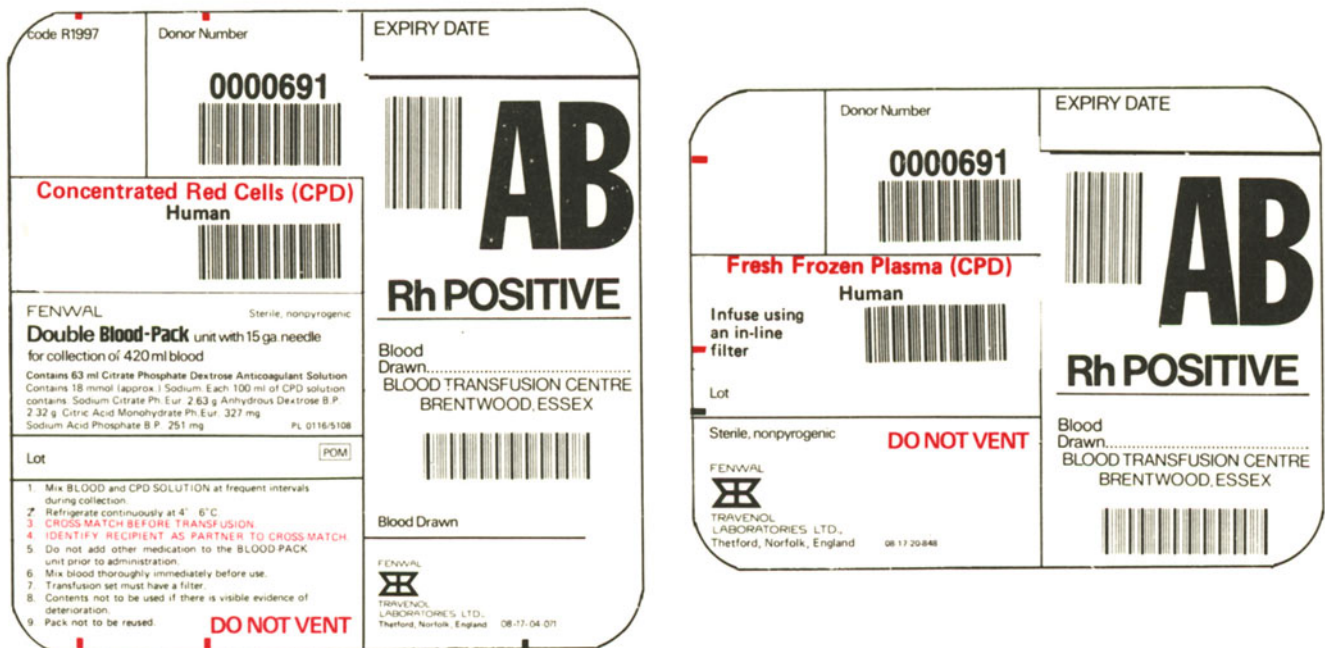 code R1997
Donor Number
0000691
EXPIRY DATE
Concentrated Red Cells (CPD)
Human
AB
Rh POSITIVE
FENWAL
Sterile, nonpyrogenic
Double Blood-Pack unit with 15 ga. needle
for collection of 420 ml blood
Contains 63 ml Citrate Phosphate Dextrose Anticoagulant Solution
Contains 18 mmol (approx.) Sodium. Each 100 ml of CPD solution
contains: Sodium Citrate Ph. Eur. 2.63 g Anhydrous Dextrose B.P.
2.32 g Citric Acid Monohydrate Ph. Eur. 327 mg
Sodium Acid Phosphate B.P. 251 mg
PL 0116/5108
Lot
POM
1. Mix BLOOD and CPD SOLUTION at frequent intervals
during collection.
2. Refrigerate continuously at 4° 6°C
3. CROSS MATCH BEFORE TRANSFUSION.
4. IDENTIFY RECIPIENT AS PARTNER TO CROSS MATCH.
5. Do not add other medication to the BLOOD-PACK
unit prior to administration.
6. Mix blood thoroughly immediately before use.
7. Transfusion set must have a filter.
8. Contents not to be used if there is visible evidence of
deterioration.
9. Pack not to be reused.
DO NOT VENT
Blood
Drawn
BLOOD TRANSFUSION CENTRE
BRENTWOOD, ESSEX
Blood Drawn
FENWAL
TRAVENOL
LABORATORIES LTD.,
Thetford, Norfolk, England 08-17-04-071
Donor Number
0000691
EXPIRY DATE
Fresh Frozen Plasma (CPD)
Human
Infuse using
an in-line
filter
Lot
AB
Rh POSITIVE
Sterile, nonpyrogenic
DO NOT VENT
FENWAL
TRAVENOL
LABORATORIES LTD.,
Thetford, Norfolk, England 08 17 20-848
Blood
Drawn
BLOOD TRANSFUSION CENTRE
BRENTWOOD, ESSEX